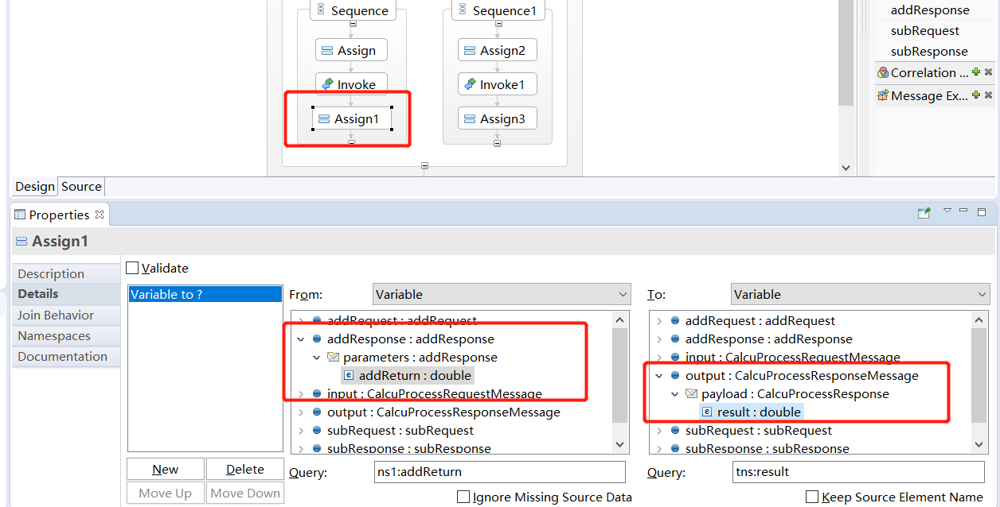 Sequence
Sequence1
addResponse
subRequest
subResponse
Assign
Assign2
Correlation ...
Invoke
Invoke1
Message Ex...
Assign1
Assign3
Design
Source
Properties
Assign1
Description
Details
Join Behavior
Namespaces
Documentation
Validate
Variable to ?
New
Delete
Move Up
Move Down
From:
Variable
addRequest : addRequest
addResponse : addResponse
parameters : addResponse
addReturn : double
input : CalcuProcessRequestMessage
output : CalcuProcessResponseMessage
subRequest : subRequest
subResponse : subResponse
Query:
ns1:addReturn
Ignore Missing Source Data
To:
Variable
addRequest : addRequest
addResponse : addResponse
input : CalcuProcessRequestMessage
output : CalcuProcessResponseMessage
payload : CalcuProcessResponse
result : double
subRequest : subRequest
subResponse : subResponse
Query:
tns:result
Keep Source Element Name